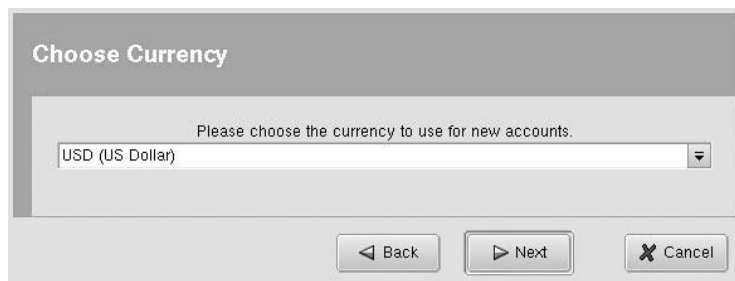 Choose Currency
Please choose the currency to use for new accounts.
USD (US Dollar)
Back Next Cancel